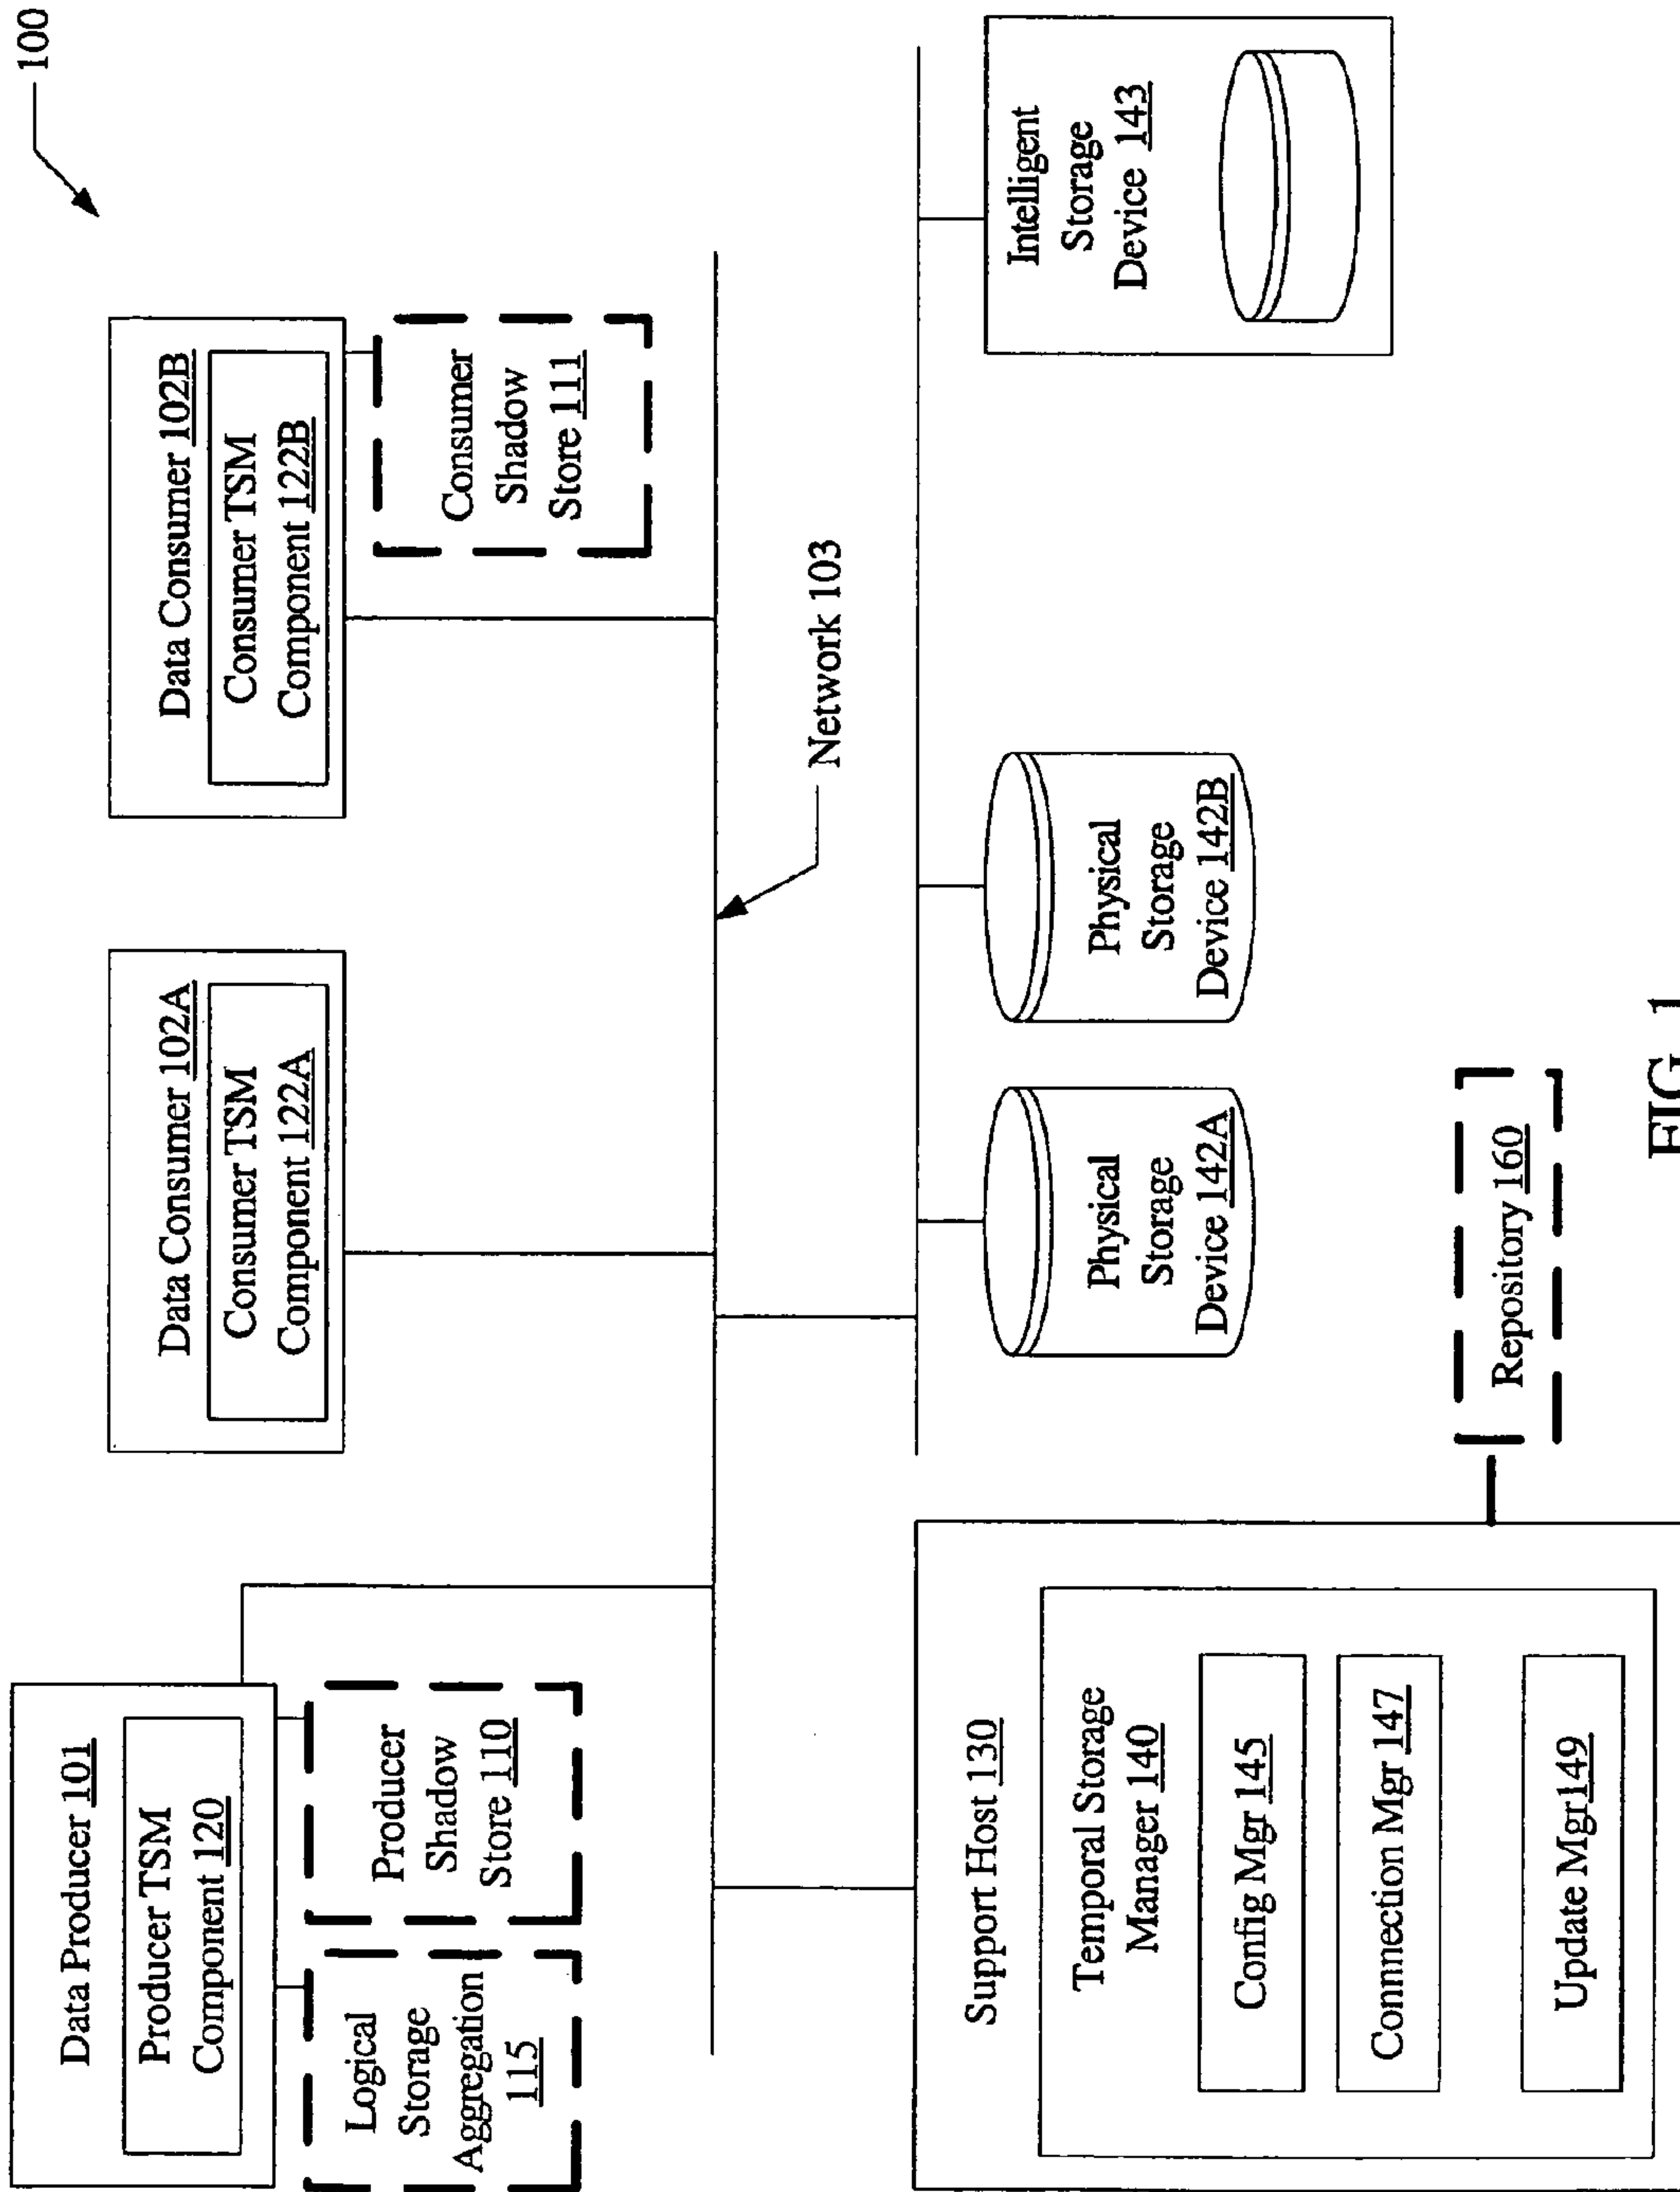 100
Data Producer 101
Producer TSM
Component 120
Logical
Storage
Aggregation
115
Producer
Shadow
Store 110
Data Consumer 102A
Consumer TSM
Component 122A
Data Consumer 102B
Consumer TSM
Component 122B
Consumer
Shadow
Store 111
Network 103
Support Host 130
Temporal Storage
Manager 140
Config Mgr 145
Connection Mgr 147
Update Mgr149
Repository 160
Physical
Storage
Device 142A
Physical
Storage
Device 142B
Intelligent
Storage
Device 143
FIG. 1